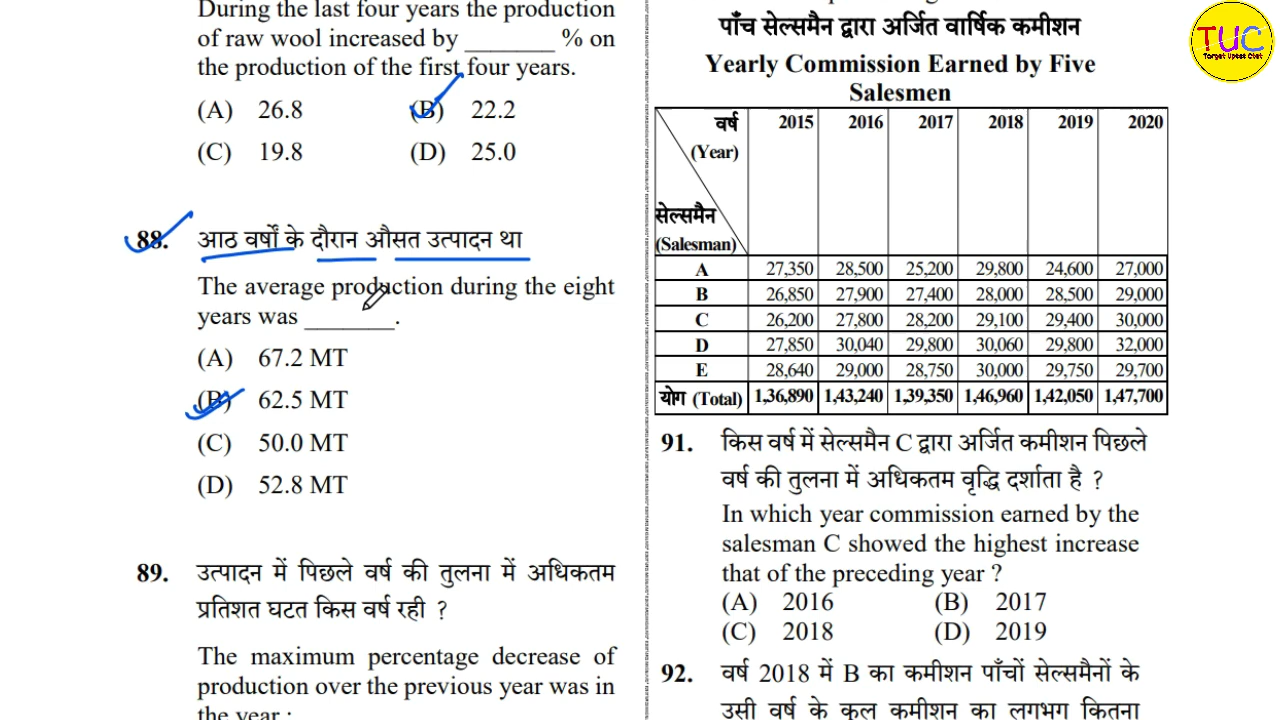 During the last four years the production
of raw wool increased by _______ % on
the production of the first four years.
(A) 26.8 (B) 22.2
(C) 19.8 (D) 25.0
88. आठ वर्षों के दौरान औसत उत्पादन था
The average production during the eight
years was _______.
(A) 67.2 MT
(B) 62.5 MT
(C) 50.0 MT
(D) 52.8 MT
89. उत्पादन में पिछले वर्ष की तुलना में अधिकतम
प्रतिशत घटत किस वर्ष रही ?
The maximum percentage decrease of
production over the previous year was in
the year :
पाँच सेल्समैन द्वारा अर्जित वार्षिक कमीशन
Yearly Commission Earned by Five
Salesmen
वर्ष (Year) 2015 2016 2017 2018 2019 2020
सेल्समैन
(Salesman)
A 27,350 28,500 25,200 29,800 24,600 27,000
B 26,850 27,900 27,400 28,000 28,500 29,000
C 26,200 27,800 28,200 29,100 29,400 30,000
D 27,850 30,040 29,800 30,060 29,800 32,000
E 28,640 29,000 28,750 30,000 29,750 29,700
योग (Total) 1,36,890 1,43,240 1,39,350 1,46,960 1,42,050 1,47,700
91. किस वर्ष में सेल्समैन C द्वारा अर्जित कमीशन पिछले
वर्ष की तुलना में अधिकतम वृद्धि दर्शाता है ?
In which year commission earned by the
salesman C showed the highest increase
that of the preceding year ?
(A) 2016 (B) 2017
(C) 2018 (D) 2019
92. वर्ष 2018 में B का कमीशन पाँचों सेल्समैनों के
उसी वर्ष के कुल कमीशन का लगभग कितना
TUC
Target Upess Ctet